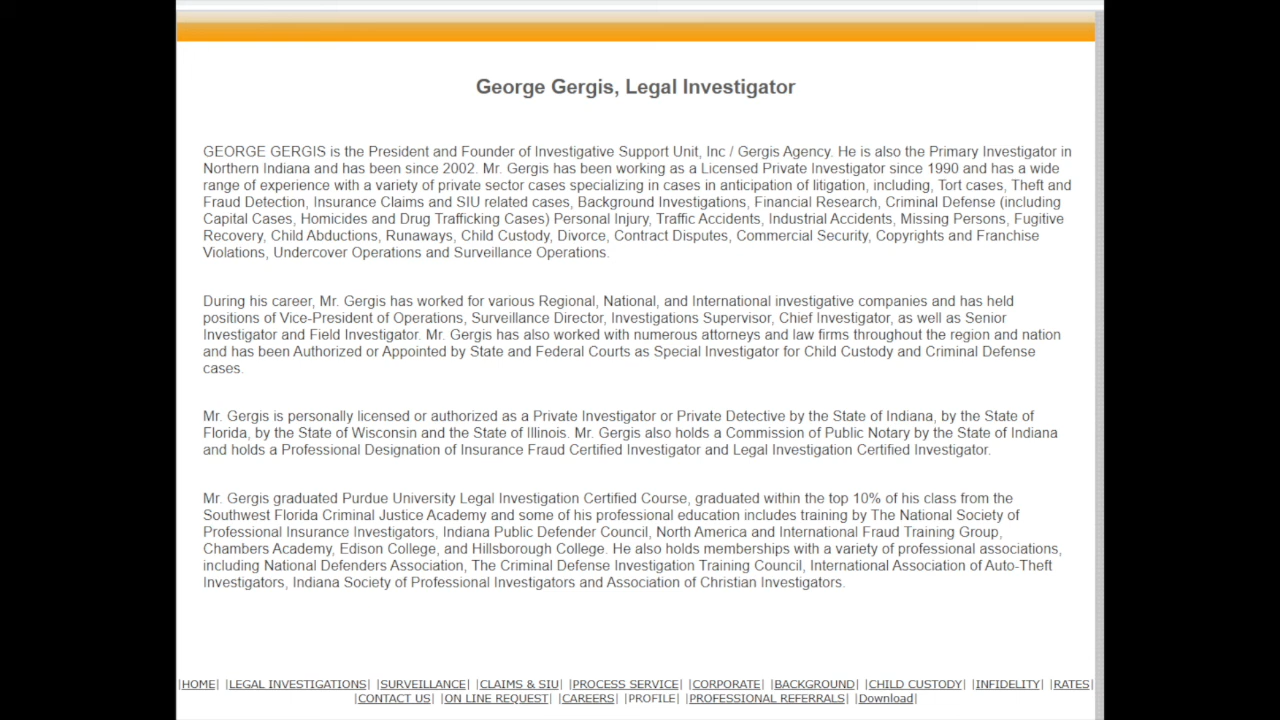 George Gergis, Legal Investigator
GEORGE GERGIS is the President and Founder of Investigative Support Unit, Inc / Gergis Agency. He is also the Primary Investigator in
Northern Indiana and has been since 2002. Mr. Gergis has been working as a Licensed Private Investigator since 1990 and has a wide
range of experience with a variety of private sector cases specializing in cases in anticipation of litigation, including, Tort cases, Theft and
Fraud Detection, Insurance Claims and SIU related cases, Background Investigations, Financial Research, Criminal Defense (including
Capital Cases, Homicides and Drug Trafficking Cases) Personal Injury, Traffic Accidents, Industrial Accidents, Missing Persons, Fugitive
Recovery, Child Abductions, Runaways, Child Custody, Divorce, Contract Disputes, Commercial Security, Copyrights and Franchise
Violations, Undercover Operations and Surveillance Operations.
During his career, Mr. Gergis has worked for various Regional, National, and International investigative companies and has held
positions of Vice-President of Operations, Surveillance Director, Investigations Supervisor, Chief Investigator, as well as Senior
Investigator and Field Investigator. Mr. Gergis has also worked with numerous attorneys and law firms throughout the region and nation
and has been Authorized or Appointed by State and Federal Courts as Special Investigator for Child Custody and Criminal Defense
cases.
Mr. Gergis is personally licensed or authorized as a Private Investigator or Private Detective by the State of Indiana, by the State of
Florida, by the State of Wisconsin and the State of Illinois. Mr. Gergis also holds a Commission of Public Notary by the State of Indiana
and holds a Professional Designation of Insurance Fraud Certified Investigator and Legal Investigation Certified Investigator.
Mr. Gergis graduated Purdue University Legal Investigation Certified Course, graduated within the top 10% of his class from the
Southwest Florida Criminal Justice Academy and some of his professional education includes training by The National Society of
Professional Insurance Investigators, Indiana Public Defender Council, North America and International Fraud Training Group,
Chambers Academy, Edison College, and Hillsborough College. He also holds memberships with a variety of professional associations,
including National Defenders Association, The Criminal Defense Investigation Training Council, International Association of Auto-Theft
Investigators, Indiana Society of Professional Investigators and Association of Christian Investigators.
|HOME| |LEGAL INVESTIGATIONS| |SURVEILLANCE| |CLAIMS & SIU| |PROCESS SERVICE| |CORPORATE| |BACKGROUND| |CHILD CUSTODY| |INFIDELITY| |RATES|
|CONTACT US| |ON LINE REQUEST| |CAREERS| |PROFILE| |PROFESSIONAL REFERRALS| |Download|